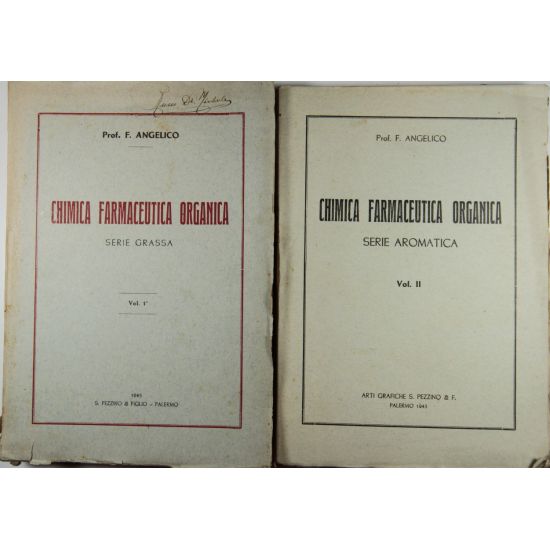 Prof. F. ANGELICO
CHIMICA FARMACEUTICA ORGANICA
SERIE GRASSA
Vol. 1°
S. PEZZINO & FIGLIO - PALERMO
Prof. F. ANGELICO
CHIMICA FARMACEUTICA ORGANICA
SERIE AROMATICA
Vol. II
ARTI GRAFICHE S. PEZZINO & F.
PALERMO